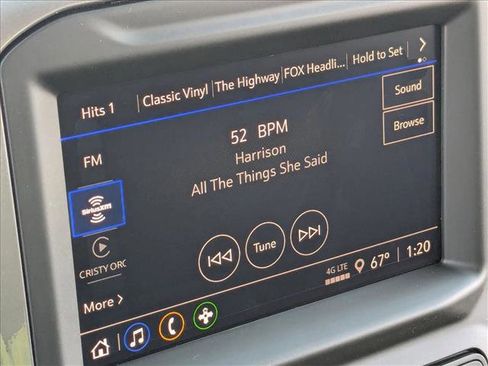 Hits 1 Classic Vinyl The Highway FOX Headli... Hold to Set
Sound
Browse
FM
SiriusXM
CRISTY ORC
More
52 BPM
Harrison
All The Things She Said
Tune
4G LTE 67° 1:20